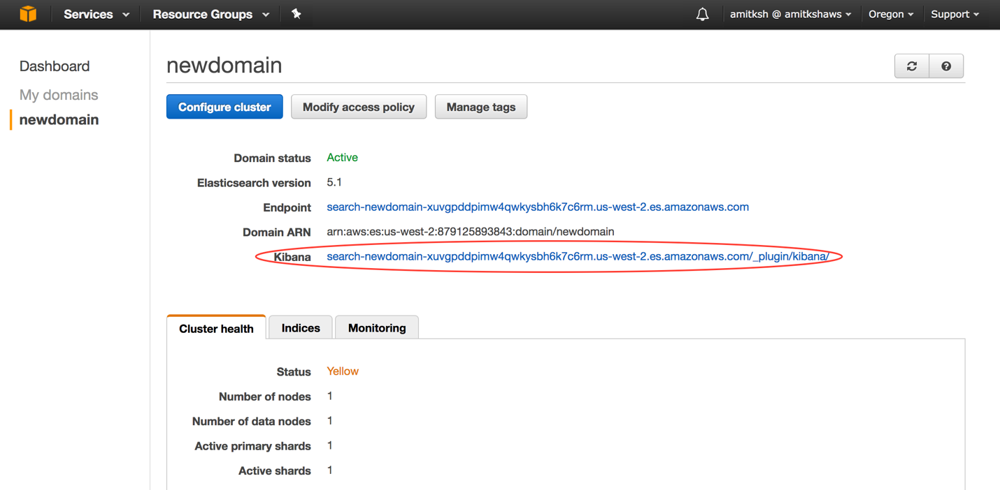 Services Resource Groups amitksh @ amitkshaws Oregon Support
Dashboard
My domains
newdomain
newdomain
Configure cluster Modify access policy Manage tags
Domain status Active
Elasticsearch version 5.1
Endpoint search-newdomain-xuvgpddpimw4qwkysbh6k7c6rm.us-west-2.es.amazonaws.com
Domain ARN arn:aws:es:us-west-2:879125893843:domain/newdomain
Kibana search-newdomain-xuvgpddpimw4qwkysbh6k7c6rm.us-west-2.es.amazonaws.com/_plugin/kibana/
Cluster health Indices Monitoring
Status Yellow
Number of nodes 1
Number of data nodes 1
Active primary shards 1
Active shards 1